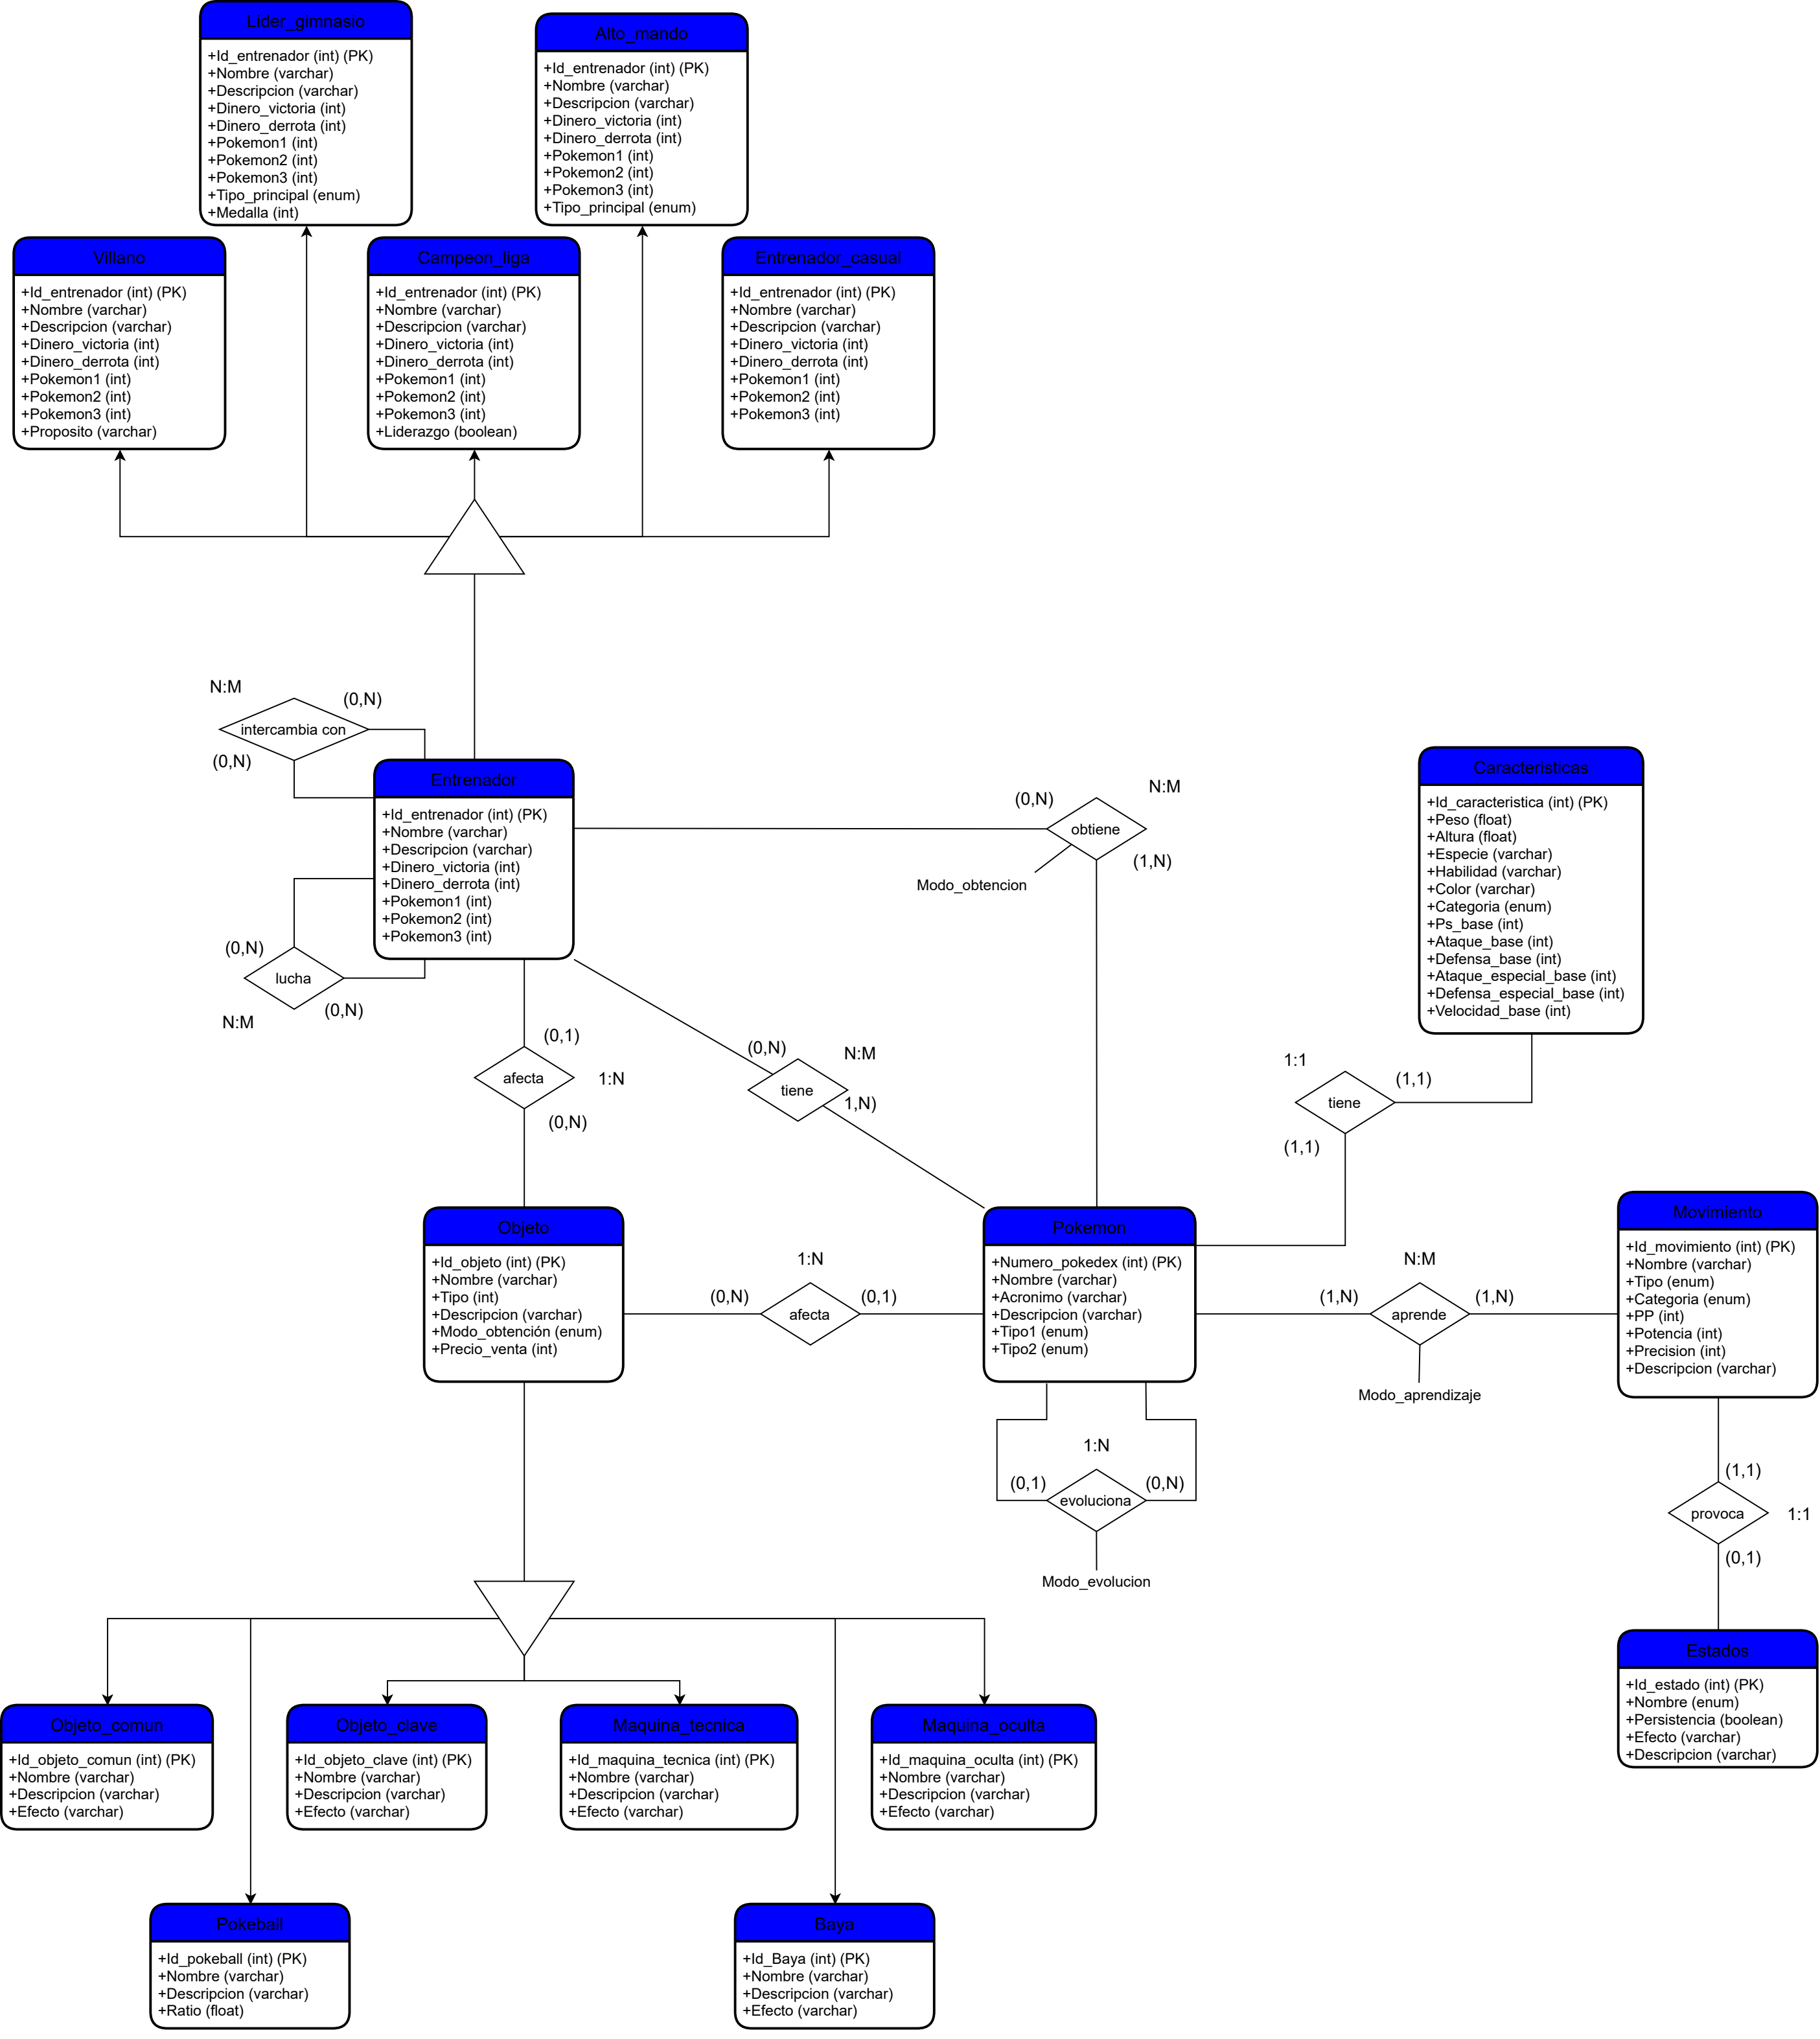 Lider_gimnasio
+Id_entrenador (int) (PK)
+Nombre (varchar)
+Descripcion (varchar)
+Dinero_victoria (int)
+Dinero_derrota (int)
+Pokemon1 (int)
+Pokemon2 (int)
+Pokemon3 (int)
+Tipo_principal (enum)
+Medalla (int)
Alto_mando
+Id_entrenador (int) (PK)
+Nombre (varchar)
+Descripcion (varchar)
+Dinero_victoria (int)
+Dinero_derrota (int)
+Pokemon1 (int)
+Pokemon2 (int)
+Pokemon3 (int)
+Tipo_principal (enum)
Villano
+Id_entrenador (int) (PK)
+Nombre (varchar)
+Descripcion (varchar)
+Dinero_victoria (int)
+Dinero_derrota (int)
+Pokemon1 (int)
+Pokemon2 (int)
+Pokemon3 (int)
+Proposito (varchar)
Campeon_liga
+Id_entrenador (int) (PK)
+Nombre (varchar)
+Descripcion (varchar)
+Dinero_victoria (int)
+Dinero_derrota (int)
+Pokemon1 (int)
+Pokemon2 (int)
+Pokemon3 (int)
+Liderazgo (boolean)
Entrenador_casual
+Id_entrenador (int) (PK)
+Nombre (varchar)
+Descripcion (varchar)
+Dinero_victoria (int)
+Dinero_derrota (int)
+Pokemon1 (int)
+Pokemon2 (int)
+Pokemon3 (int)
N:M
(0,N)
intercambia con
(0,N)
Entrenador
+Id_entrenador (int) (PK)
+Nombre (varchar)
+Descripcion (varchar)
+Dinero_victoria (int)
+Dinero_derrota (int)
+Pokemon1 (int)
+Pokemon2 (int)
+Pokemon3 (int)
(0,N)
lucha
(0,N)
N:M
N:M
(0,N)
obtiene
(1,N)
Modo_obtencion
Caracteristicas
+Id_caracteristica (int) (PK)
+Peso (float)
+Altura (float)
+Especie (varchar)
+Habilidad (varchar)
+Color (varchar)
+Categoria (enum)
+Ps_base (int)
+Ataque_base (int)
+Defensa_base (int)
+Ataque_especial_base (int)
+Defensa_especial_base (int)
+Velocidad_base (int)
(0,1)
afecta
1:N
(0,N)
(0,N)
N:M
tiene
1,N)
1:1
(1,1)
tiene
(1,1)
Objeto
+Id_objeto (int) (PK)
+Nombre (varchar)
+Tipo (int)
+Descripcion (varchar)
+Modo_obtención (enum)
+Precio_venta (int)
1:N
(0,N)
(0,1)
afecta
Pokemon
+Numero_pokedex (int) (PK)
+Nombre (varchar)
+Acronimo (varchar)
+Descripcion (varchar)
+Tipo1 (enum)
+Tipo2 (enum)
N:M
(1,N)
(1,N)
aprende
Modo_aprendizaje
Movimiento
+Id_movimiento (int) (PK)
+Nombre (varchar)
+Tipo (enum)
+Categoria (enum)
+PP (int)
+Potencia (int)
+Precision (int)
+Descripcion (varchar)
1:N
(0,1)
(0,N)
evoluciona
Modo_evolucion
(1,1)
provoca
1:1
(0,1)
Estados
+Id_estado (int) (PK)
+Nombre (enum)
+Persistencia (boolean)
+Efecto (varchar)
+Descripcion (varchar)
Objeto_comun
+Id_objeto_comun (int) (PK)
+Nombre (varchar)
+Descripcion (varchar)
+Efecto (varchar)
Objeto_clave
+Id_objeto_clave (int) (PK)
+Nombre (varchar)
+Descripcion (varchar)
+Efecto (varchar)
Maquina_tecnica
+Id_maquina_tecnica (int) (PK)
+Nombre (varchar)
+Descripcion (varchar)
+Efecto (varchar)
Maquina_oculta
+Id_maquina_oculta (int) (PK)
+Nombre (varchar)
+Descripcion (varchar)
+Efecto (varchar)
Pokeball
+Id_pokeball (int) (PK)
+Nombre (varchar)
+Descripcion (varchar)
+Ratio (float)
Baya
+Id_Baya (int) (PK)
+Nombre (varchar)
+Descripcion (varchar)
+Efecto (varchar)